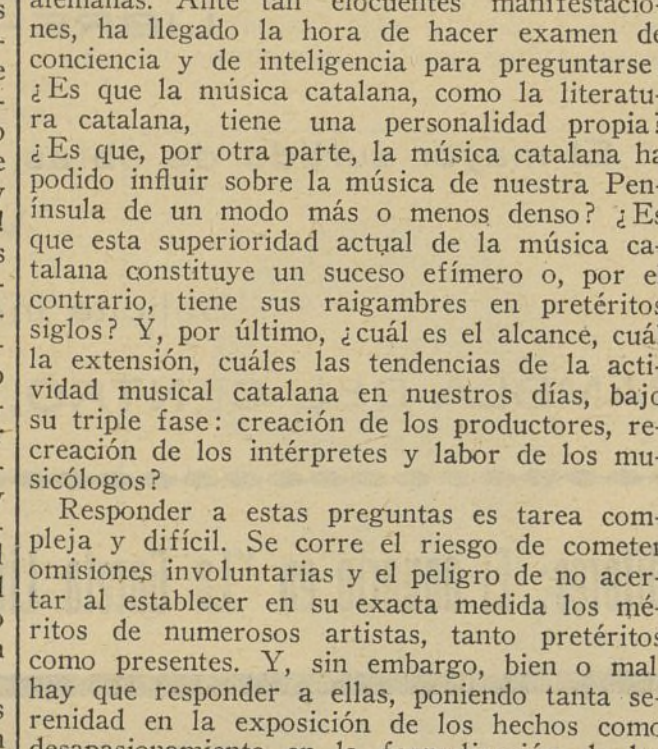 alemanas. Ante tan elocuentes manifestacio-
nes, ha llegado la hora de hacer examen de
conciencia y de inteligencia para preguntarse
¿Es que la música catalana, como la literatu-
ra catalana, tiene una personalidad propia?
¿Es que, por otra parte, la música catalana ha
podido influir sobre la música de nuestra Pen-
ínsula de un modo más o menos denso? ¿Es
que esta superioridad actual de la música ca-
talana constituye un suceso efímero o, por e
contrario, tiene sus raigambres en pretéritos
siglos? Y, por último, ¿cuál es el alcance, cuál
la extensión, cuáles las tendencias de la acti-
vidad musical catalana en nuestros días, bajo
su triple fase: creación de los productores, re-
creación de los intérpretes y labor de los mu-
sicólogos?
Responder a estas preguntas es tarea com-
pleja y difícil. Se corre el riesgo de cometer
omisiones involuntarias y el peligro de no acer-
tar al establecer en su exacta medida los mé-
ritos de numerosos artistas, tanto pretéritos
como presentes. Y, sin embargo, bien o mal
hay que responder a ellas, poniendo tanta se-
renidad en la exposición de los hechos como